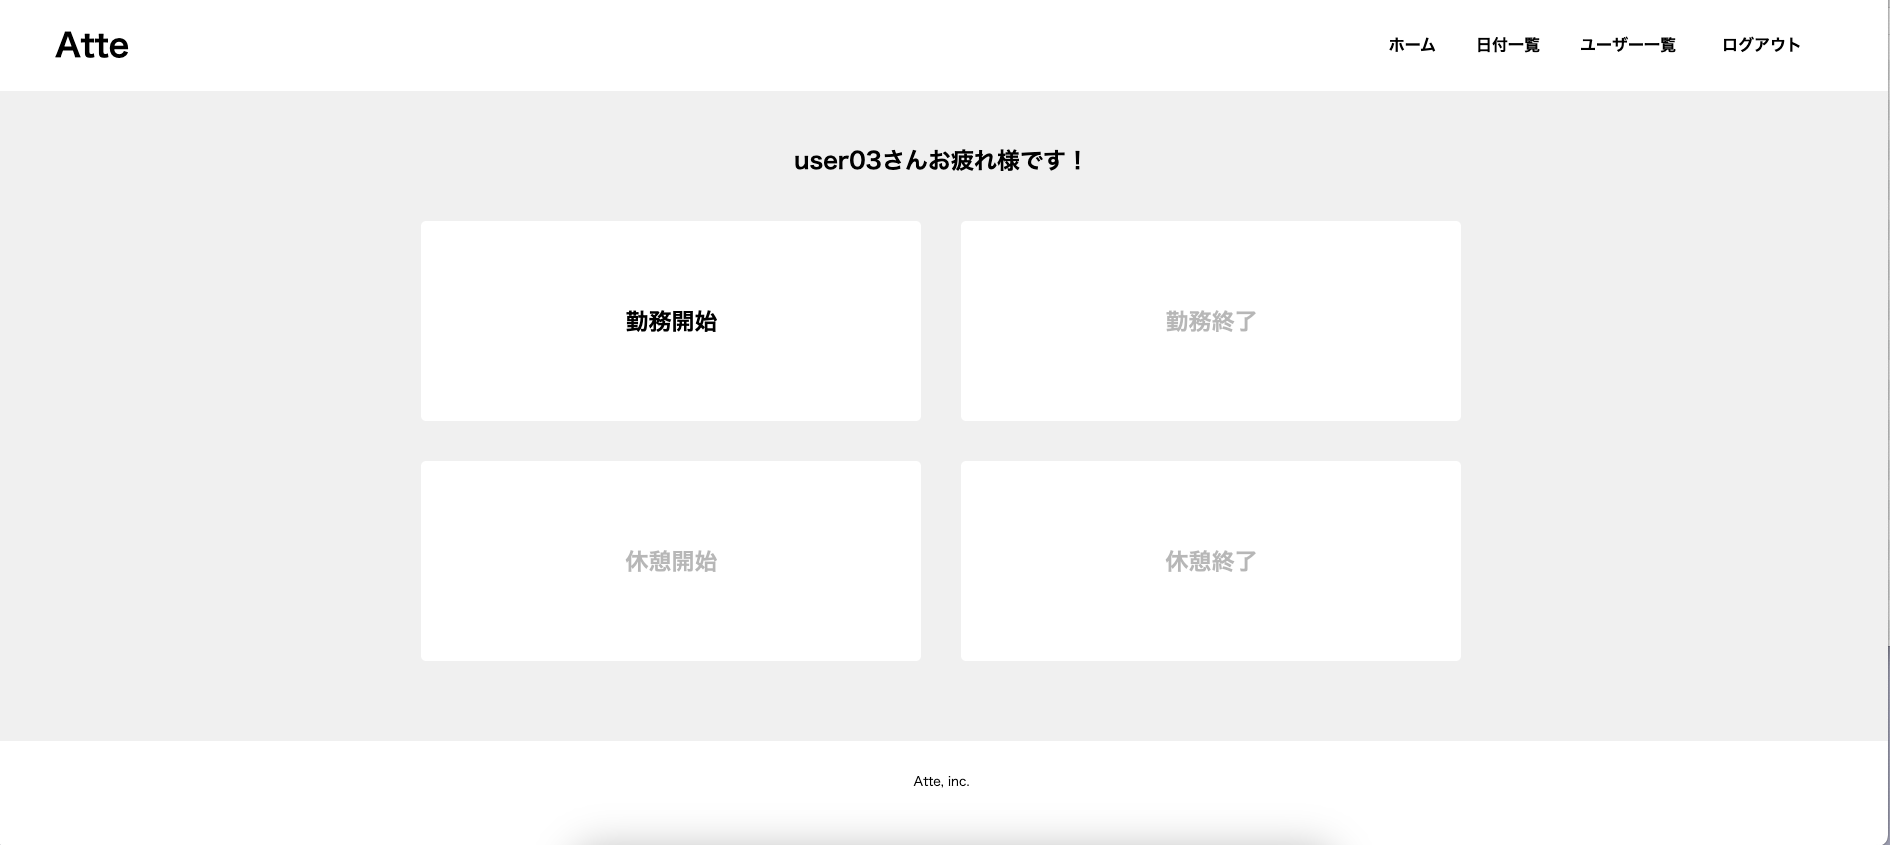 Atte
ホーム 日付一覧 ユーザー一覧 ログアウト
user03さんお疲れ様です！
勤務開始 勤務終了
休憩開始 休憩終了
Atte, inc.